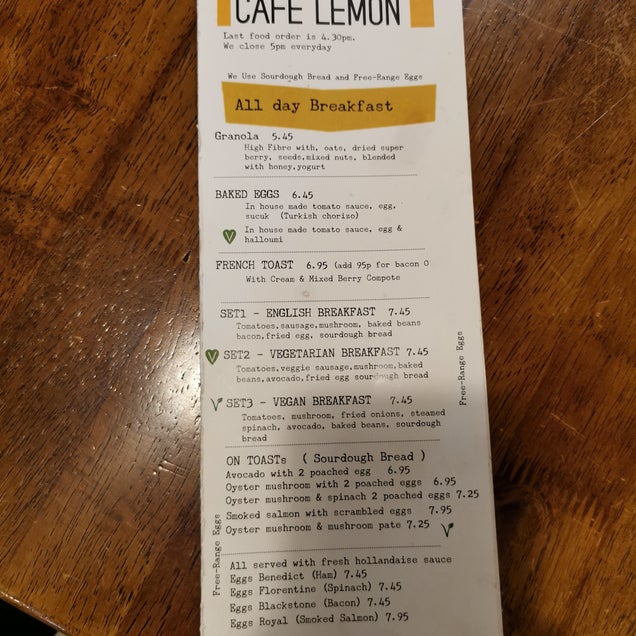 CAFE LEMON
Last food order is 4.30pm.
We close 5pm everyday
We Use Sourdough Bread and Free-Range Eggs
All day Breakfast
Granola 5.45
High Fibre with, oats, dried super
berry, seeds,mixed nuts, blended
with honey,yogurt
BAKED EGGS 6.45
In house made tomato sauce, egg,
sucuk (Turkish chorizo)
In house made tomato sauce, egg &
halloumi
FRENCH TOAST 6.95 (add 95p for bacon O
With Cream & Mixed Berry Compote
SET1 - ENGLISH BREAKFAST 7.45
Tomatoes,sausage,mushroom, baked beans
bacon,fried egg, sourdough bread
SET2 - VEGETARIAN BREAKFAST 7.45
Tomatoes,veggie sausage,mushroom,baked
beans,avocado,fried egg sourdough bread
SET3 - VEGAN BREAKFAST 7.45
Tomatoes, mushroom, fried onions, steamed
spinach, avocado, baked beans, sourdough
bread
Free-Range Eggs
ON TOASTs ( Sourdough Bread )
Avocado with 2 poached egg 6.95
Oyster mushroom with 2 poached eggs 6.95
Oyster mushroom & spinach 2 poached eggs 7.25
Smoked salmon with scrambled eggs 7.95
Oyster mushroom & mushroom pate 7.25
Free-Range Eggs
All served with fresh hollandaise sauce
Eggs Benedict (Ham) 7.45
Eggs Florentine (Spinach) 7.45
Eggs Blackstone (Bacon) 7.45
Eggs Royal (Smoked Salmon) 7.95